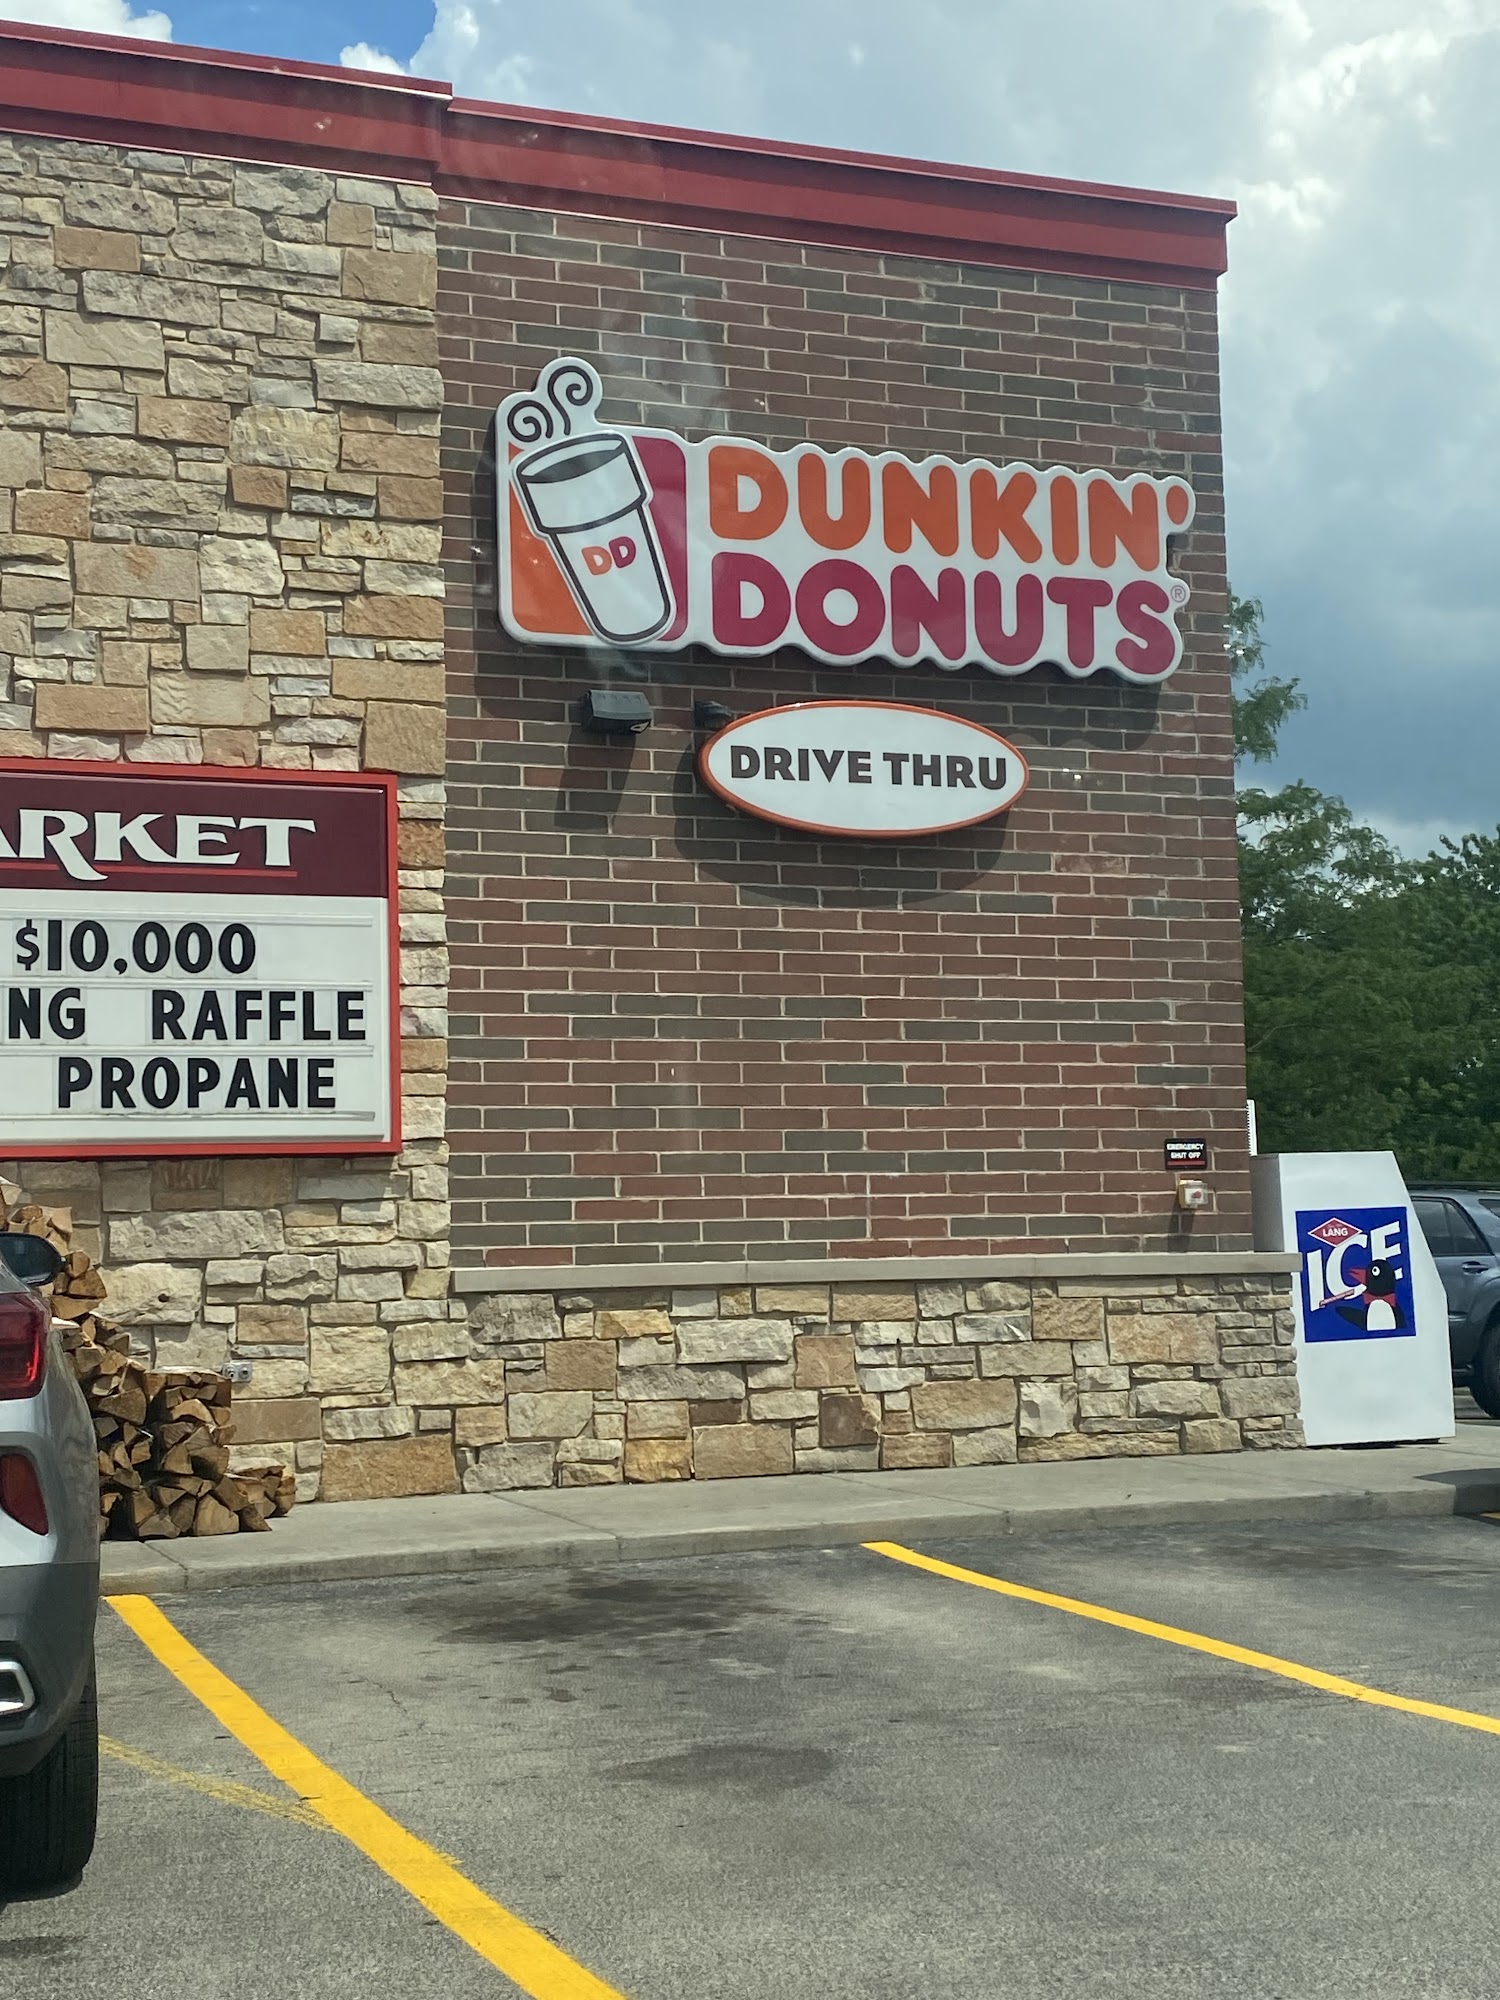 DUNKIN'
DONUTS®
DD
DRIVE THRU
ARKET
$10,000
NG RAFFLE
PROPANE
EMERGENCY
SHUT OFF
LANG
ICE